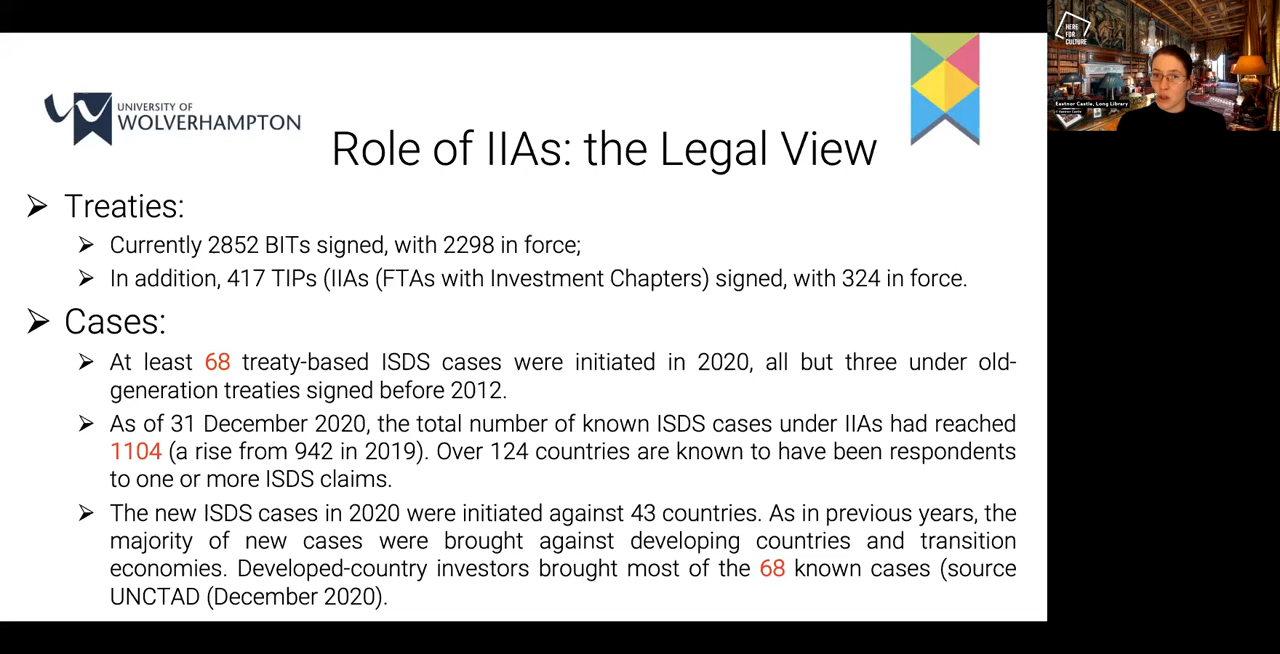 UNIVERSITY OF
WOLVERHAMPTON
Role of IIAs: the Legal View
Treaties:
Currently 2852 BITs signed, with 2298 in force;
In addition, 417 TIPs (IIAs (FTAs with Investment Chapters) signed, with 324 in force.
Cases:
At least 68 treaty-based ISDS cases were initiated in 2020, all but three under old-
generation treaties signed before 2012.
As of 31 December 2020, the total number of known ISDS cases under IIAs had reached
1104 (a rise from 942 in 2019). Over 124 countries are known to have been respondents
to one or more ISDS claims.
The new ISDS cases in 2020 were initiated against 43 countries. As in previous years, the
majority of new cases were brought against developing countries and transition
economies. Developed-country investors brought most of the 68 known cases (source
UNCTAD (December 2020).
HERE
FOR
CULTURE
Eastnor Castle, Long Library